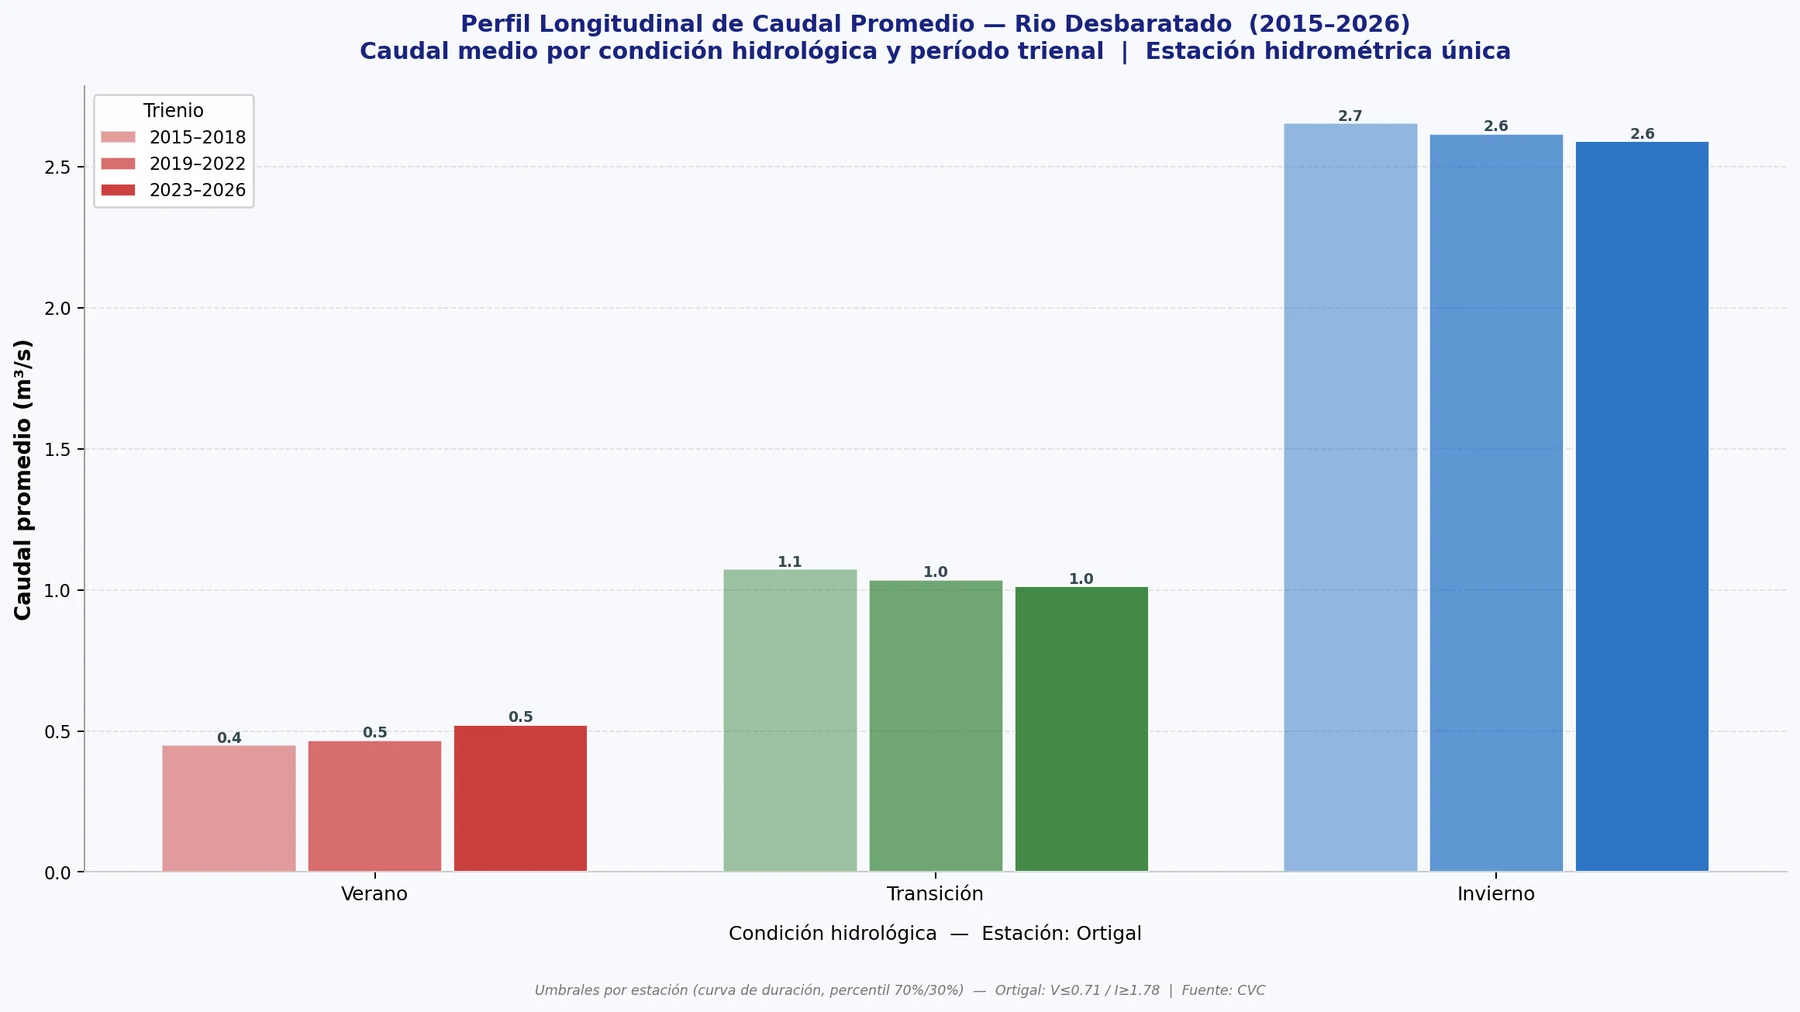 Perfil Longitudinal de Caudal Promedio — Rio Desbaratado (2015–2026)
Caudal medio por condición hidrológica y período trienal | Estación hidrométrica única
Trienio
2015–2018
2019–2022
2023–2026
Caudal promedio (m³/s)
2.5
2.0
1.5
1.0
0.5
0.0
0.4
0.5
0.5
1.1
1.0
1.0
2.7
2.6
2.6
Verano
Transición
Invierno
Condición hidrológica — Estación: Ortigal
Umbrales por estación (curva de duración, percentil 70%/30%) — Ortigal: V≤0.71 / I≥1.78 | Fuente: CVC